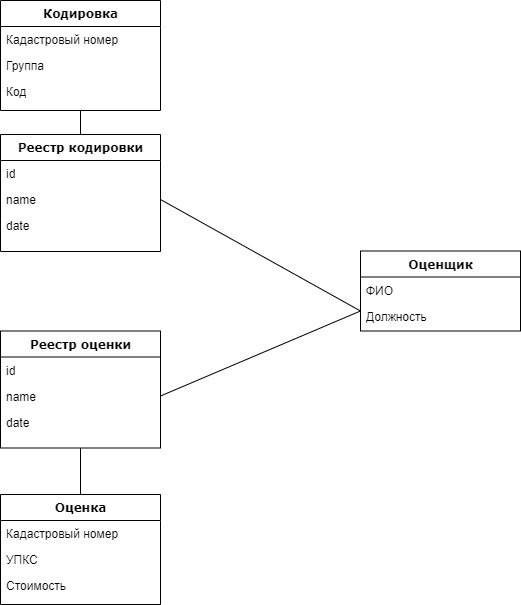 Кодировка
Кадастровый номер
Группа
Код
Реестр кодировки
id
name
date
Оценщик
ФИО
Должность
Реестр оценки
id
name
date
Оценка
Кадастровый номер
УПКС
Стоимость